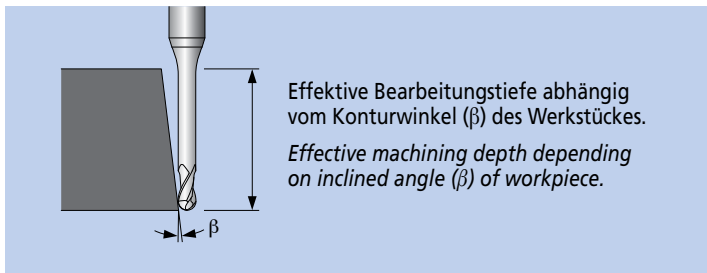 Effektive Bearbeitungstiefe abhängig
vom Konturwinkel (β) des Werkstückes.
Effective machining depth depending
on inclined angle (β) of workpiece.
β